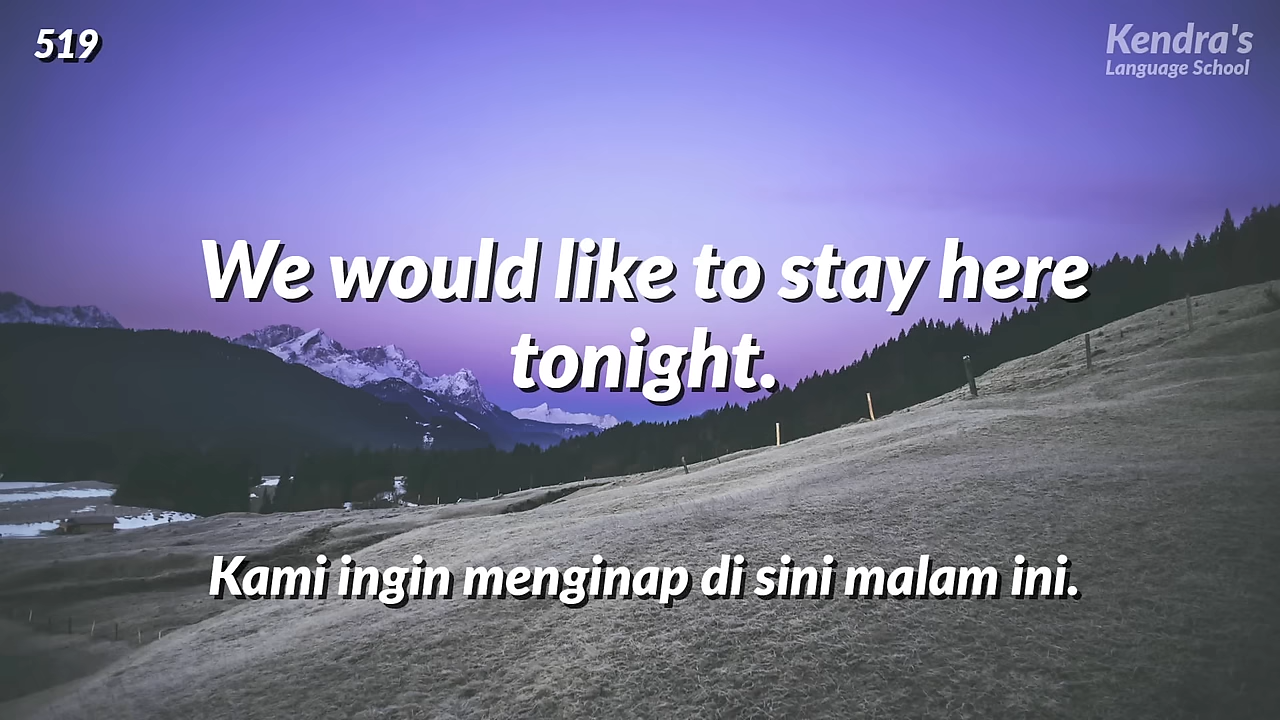 519
Kendra's
Language School
We would like to stay here
tonight.
Kami ingin menginap di sini malam ini.